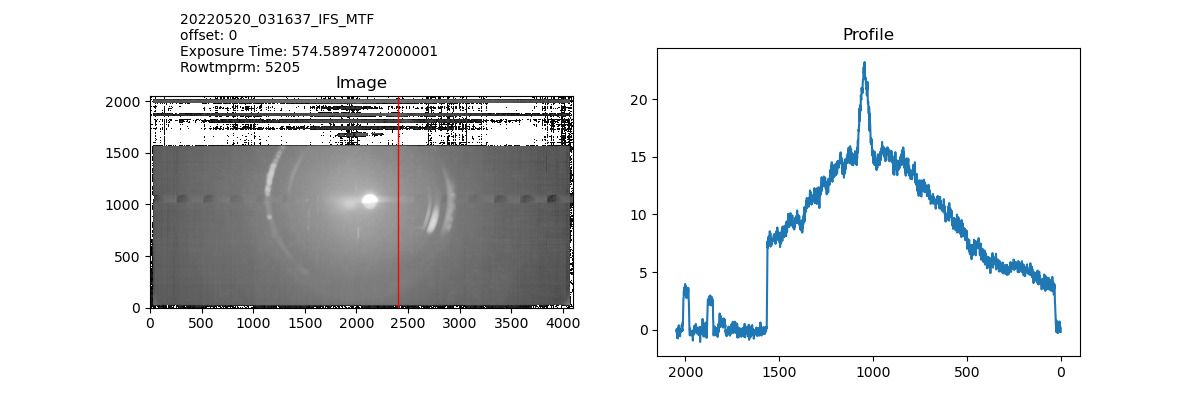 20220520_031637_IFS_MTF
offset: 0
Exposure Time: 574.5897472000001
Rowtmprm: 5205
Image
2000
1500
1000
500
0
0 500 1000 1500 2000 2500 3000 3500 4000
Profile
20
15
10
5
0
2000 1500 1000 500 0